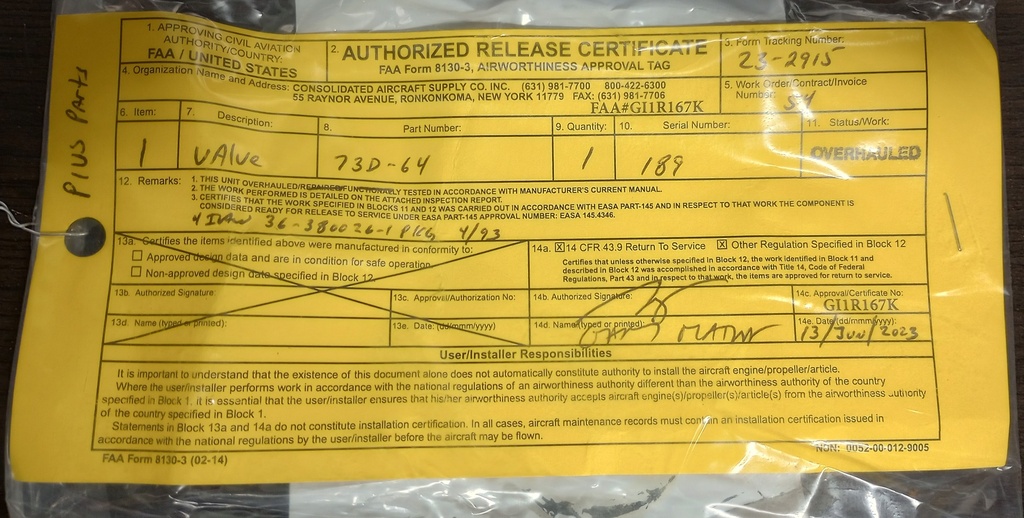 PIUS Parts
1. APPROVING CIVIL AVIATION
AUTHORITY/COUNTRY:
FAA / UNITED STATES
2. AUTHORIZED RELEASE CERTIFICATE
FAA Form 8130-3, AIRWORTHINESS APPROVAL TAG
3. Form Tracking Number:
23-2915
4. Organization Name and Address: CONSOLIDATED AIRCRAFT SUPPLY CO. INC. (631) 981-7700 800-422-6300
55 RAYNOR AVENUE, RONKONKOMA, NEW YORK 11779 FAX: (631) 981-7706
FAA#GI1R167K
5. Work Order/Contract/Invoice
Number:
6. Item: 7. Description: 8. Part Number: 9. Quantity: 10. Serial Number: 11. Status/Work:
1 VAlve 73D-64 1 189 OVERHAULED
12. Remarks: 1. THIS UNIT OVERHAULED/REPAIRED/FUNCTIONALLY TESTED IN ACCORDANCE WITH MANUFACTURER'S CURRENT MANUAL.
2. THE WORK PERFORMED IS DETAILED ON THE ATTACHED INSPECTION REPORT.
3. CERTIFIES THAT THE WORK SPECIFIED IN BLOCKS 11 AND 12 WAS CARRIED OUT IN ACCORDANCE WITH EASA PART-145 AND IN RESPECT TO THAT WORK THE COMPONENT IS
CONSIDERED READY FOR RELEASE TO SERVICE UNDER EASA PART-145 APPROVAL NUMBER: EASA 145.4346.
4 IAW 36-380026-1 PKG 4/93
13a. Certifies the items identified above were manufactured in conformity to:
Approved design data and are in condition for safe operation.
Non-approved design data specified in Block 12.
14a. 14 CFR 43.9 Return To Service Other Regulation Specified in Block 12
Certifies that unless otherwise specified in Block 12, the work identified in Block 11 and
described in Block 12 was accomplished in accordance with Title 14, Code of Federal
Regulations, Part 43 and in respect to that work, the items are approved for return to service.
13b. Authorized Signature: 13c. Approval/Authorization No: 14b. Authorized Signature: 14c. Approval/Certificate No:
GI1R167K
13d. Name (typed or printed): 13e. Date: (dd/mmm/yyyy) 14d. Name (typed or printed): 14e. Date (dd/mmm/yyyy):
13/Jun/2023
User/Installer Responsibilities
It is important to understand that the existence of this document alone does not automatically constitute authority to install the aircraft engine/propeller/article.
Where the user/installer performs work in accordance with the national regulations of an airworthiness authority different than the airworthiness authority of the country
specified in Block 1, it is essential that the user/installer ensures that his/her airworthiness authority accepts aircraft engine(s)/propeller(s)/article(s) from the airworthiness authority
of the country specified in Block 1.
Statements in Block 13a and 14a do not constitute installation certification. In all cases, aircraft maintenance records must contain an installation certification issued in
accordance with the national regulations by the user/installer before the aircraft may be flown.
FAA Form 8130-3 (02-14)
NSN: 0052-00-012-9005